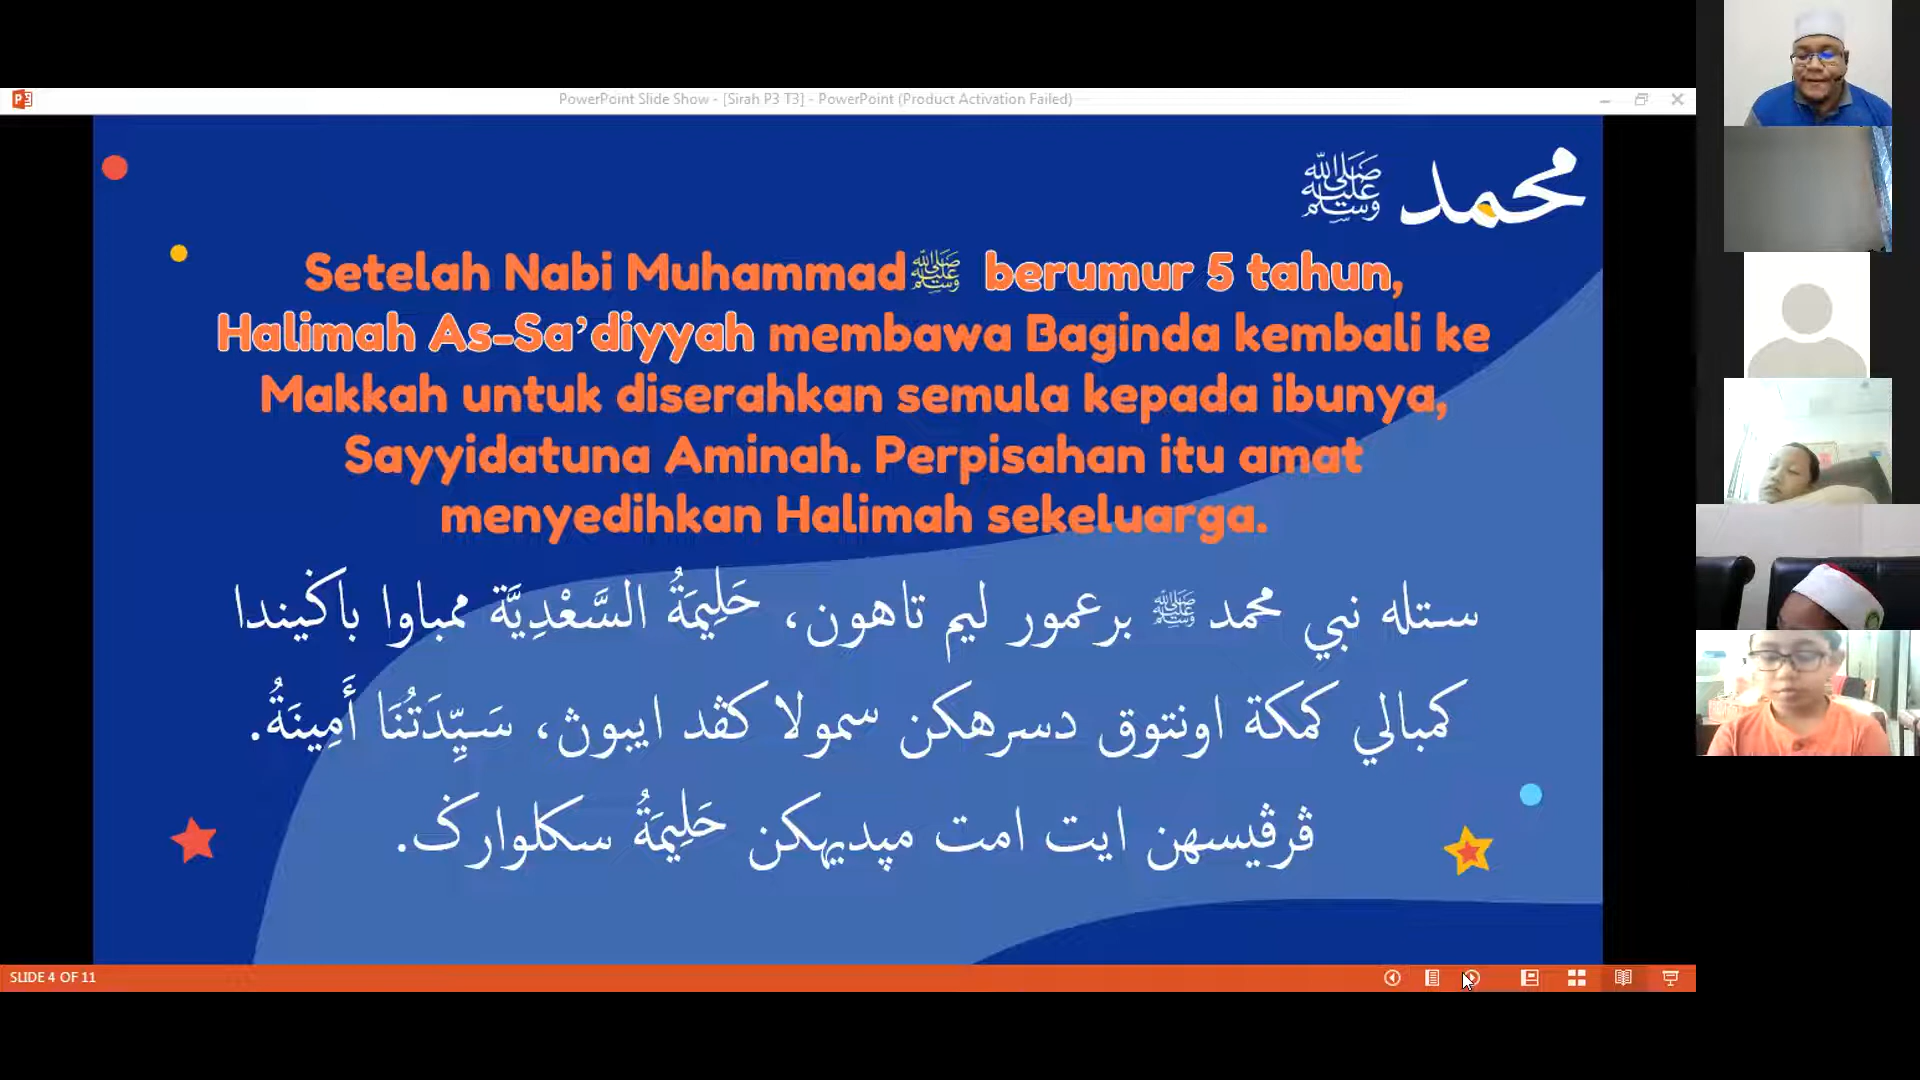 PowerPoint Slide Show - [Sirah P3 T3] - PowerPoint (Product Activation Failed)
محمد ﷺ
Setelah Nabi Muhammad ﷺ berumur 5 tahun,
Halimah As-Sa’diyyah membawa Baginda kembali ke
Makkah untuk diserahkan semula kepada ibunya,
Sayyidatuna Aminah. Perpisahan itu amat
menyedihkan Halimah sekeluarga.
ستله نبي محمد ﷺ برعمور ليم تاهون، حَلِيمَةُ السَّعْدِيَّة ممباوا باݢيندا
كمبالي كمكة اونتوق دسرهكن سمولا كڤد ايبوڽ، سَيِّدَتُنَا أَمِينَةُ.
ڤرڤيسهن ايت امت مڽديهكن حَلِيمَةُ سكلوارݢ.
SLIDE 4 OF 11